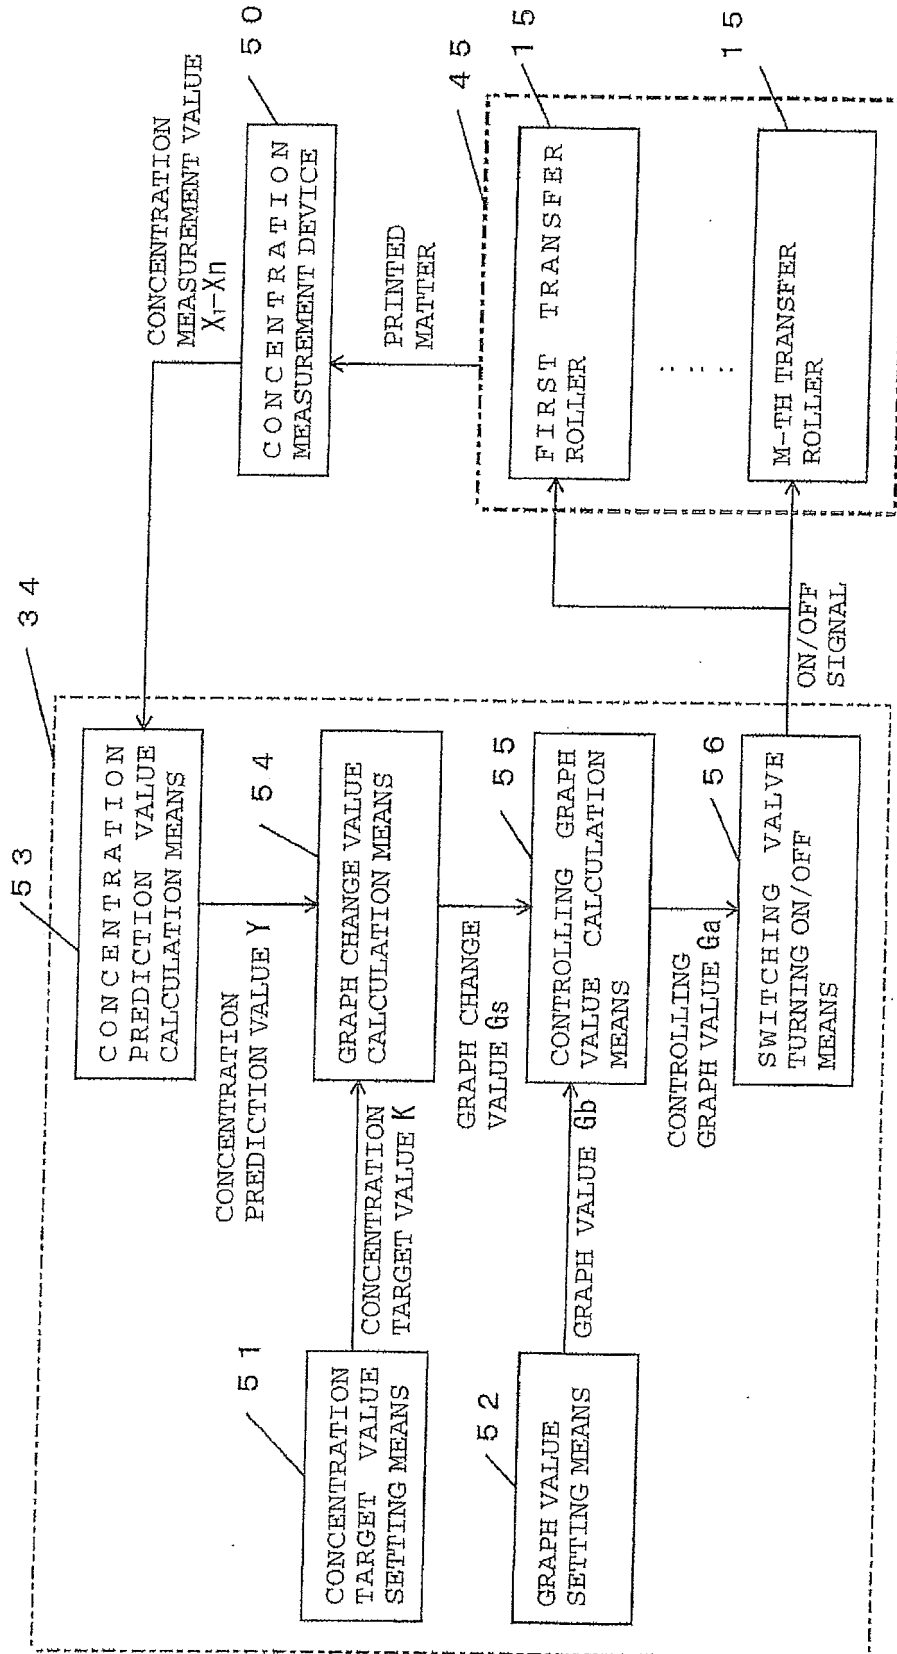 34
53
CONCENTRATION
PREDICTION VALUE
CALCULATION MEANS
CONCENTRATION
MEASUREMENT VALUE
X1-Xn
50
CONCENTRATION
MEASUREMENT DEVICE
CONCENTRATION
PREDICTION VALUE Y
54
PRINTED
MATTER
51
CONCENTRATION
TARGET VALUE
SETTING MEANS
CONCENTRATION
TARGET VALUE K
GRAPH CHANGE VALUE
CALCULATION MEANS
45
GRAPH CHANGE
VALUE Gs
55
15
FIRST TRANSFER
ROLLER
52
GRAPH VALUE
SETTING MEANS
GRAPH VALUE Gb
CONTROLLING GRAPH
VALUE CALCULATION
MEANS
.....
CONTROLLING
GRAPH VALUE Ga
56
15
SWITCHING VALVE
TURNING ON/OFF
MEANS
ON/OFF
SIGNAL
M-TH TRANSFER
ROLLER